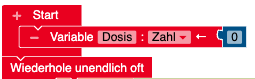 + Start
− Variable Dosis : Zahl ← 0
Wiederhole unendlich oft